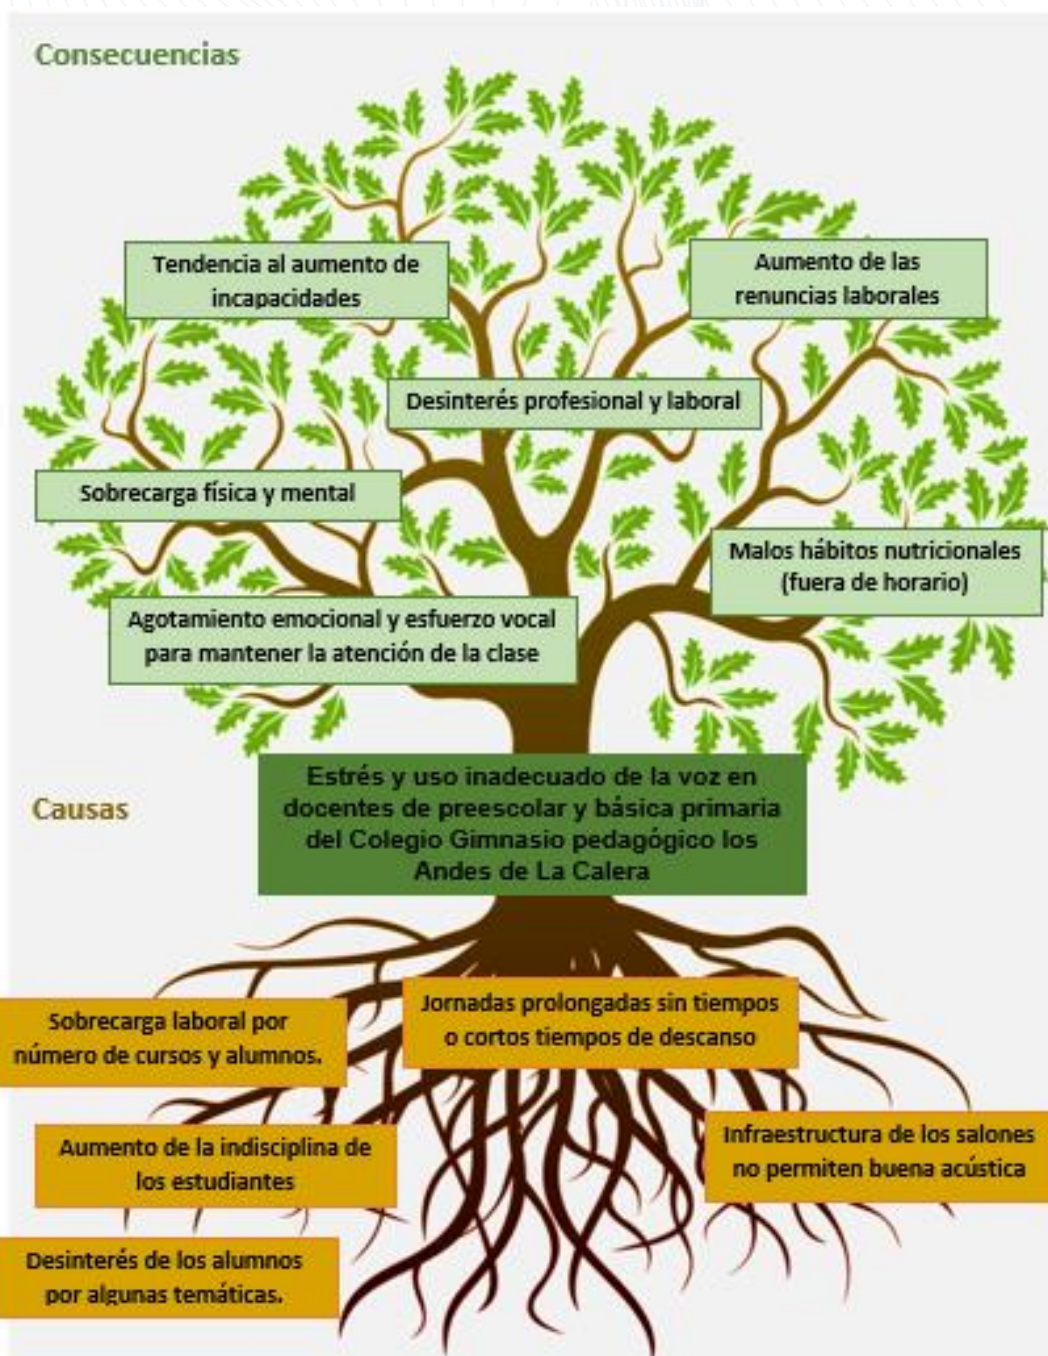 Consecuencias
Tendencia al aumento de
incapacidades
Aumento de las
renuncias laborales
Desinterés profesional y laboral
Sobrecarga física y mental
Malos hábitos nutricionales
(fuera de horario)
Agotamiento emocional y esfuerzo vocal
para mantener la atención de la clase
Estrés y uso inadecuado de la voz en
docentes de preescolar y básica primaria
del Colegio Gimnasio pedagógico los
Andes de La Calera
Causas
Jornadas prolongadas sin tiempos
o cortos tiempos de descanso
Sobrecarga laboral por
número de cursos y alumnos.
Aumento de la indisciplina de
los estudiantes
Infraestructura de los salones
no permiten buena acústica
Desinterés de los alumnos
por algunas temáticas.